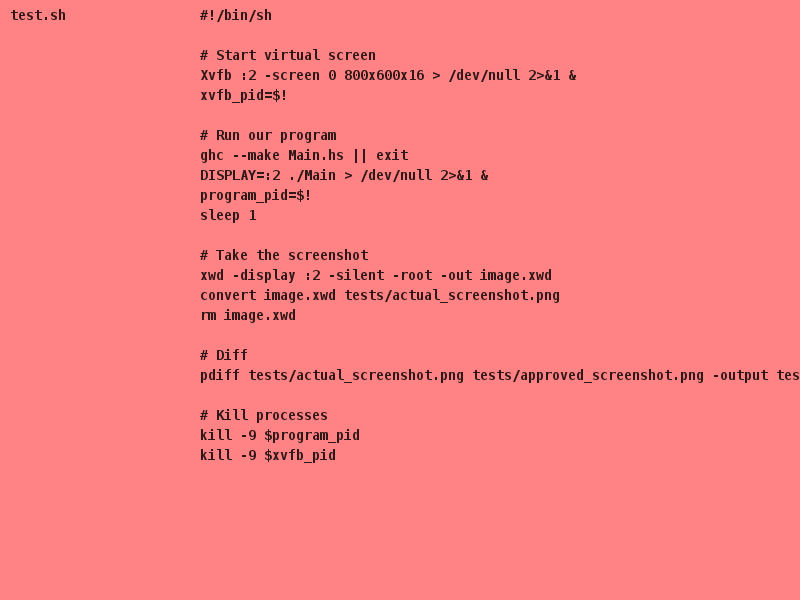 test.sh
#!/bin/sh
# Start virtual screen
Xvfb :2 -screen 0 800x600x16 > /dev/null 2>&1 &
xvfb_pid=$!
# Run our program
ghc --make Main.hs || exit
DISPLAY=:2 ./Main > /dev/null 2>&1 &
program_pid=$!
sleep 1
# Take the screenshot
xwd -display :2 -silent -root -out image.xwd
convert image.xwd tests/actual_screenshot.png
rm image.xwd
# Diff
pdiff tests/actual_screenshot.png tests/approved_screenshot.png -output tes
# Kill processes
kill -9 $program_pid
kill -9 $xvfb_pid